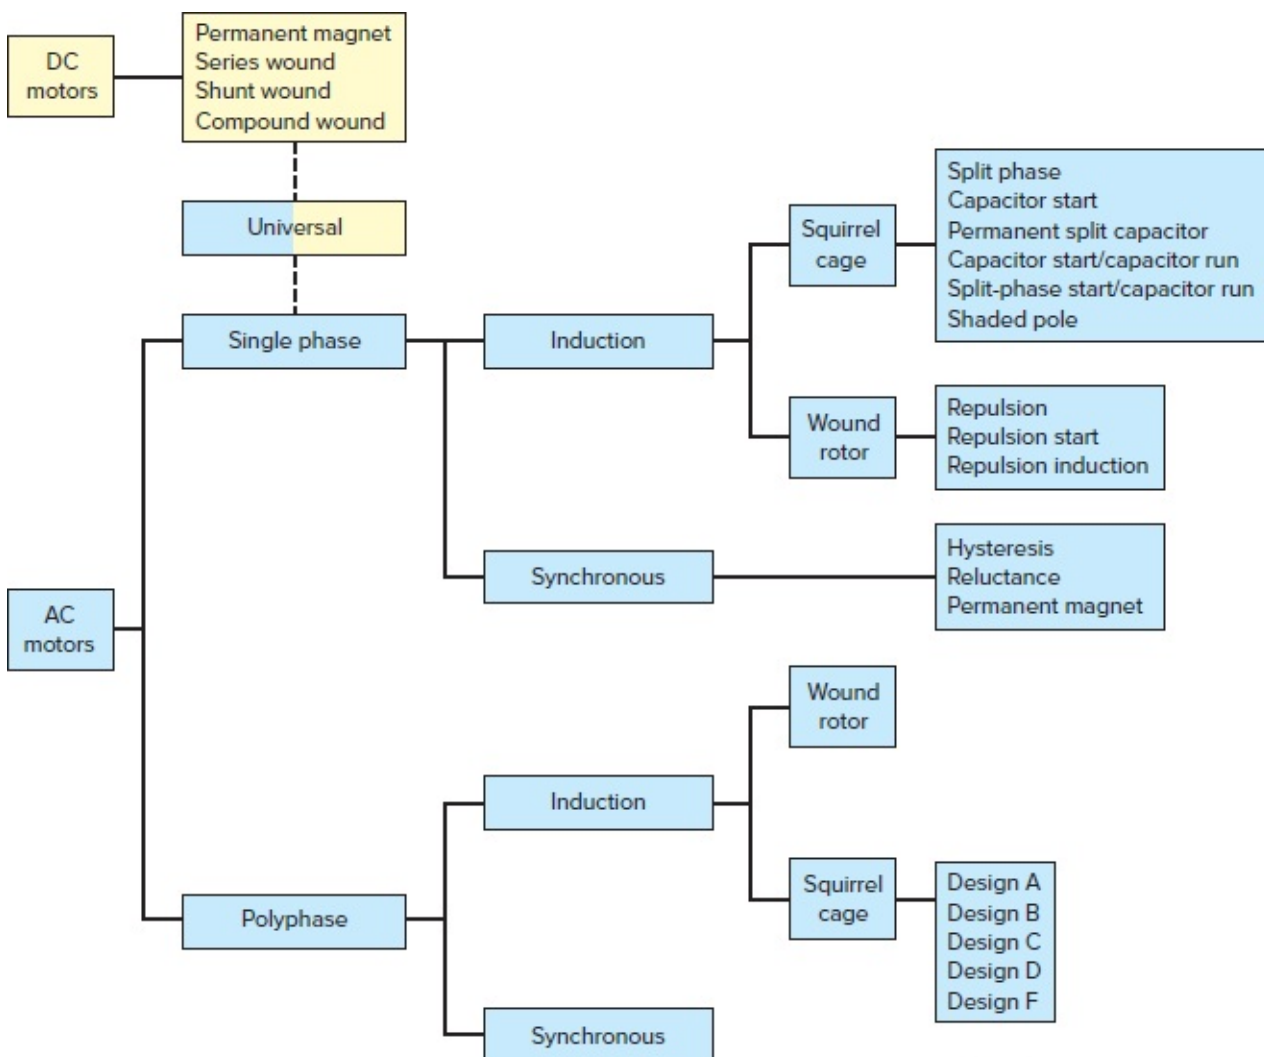 DC
motors
Permanent magnet
Series wound
Shunt wound
Compound wound
Universal
Single phase
Induction
Squirrel
cage
Split phase
Capacitor start
Permanent split capacitor
Capacitor start/capacitor run
Split-phase start/capacitor run
Shaded pole
Wound
rotor
Repulsion
Repulsion start
Repulsion induction
Synchronous
Hysteresis
Reluctance
Permanent magnet
AC
motors
Polyphase
Induction
Wound
rotor
Squirrel
cage
Design A
Design B
Design C
Design D
Design F
Synchronous